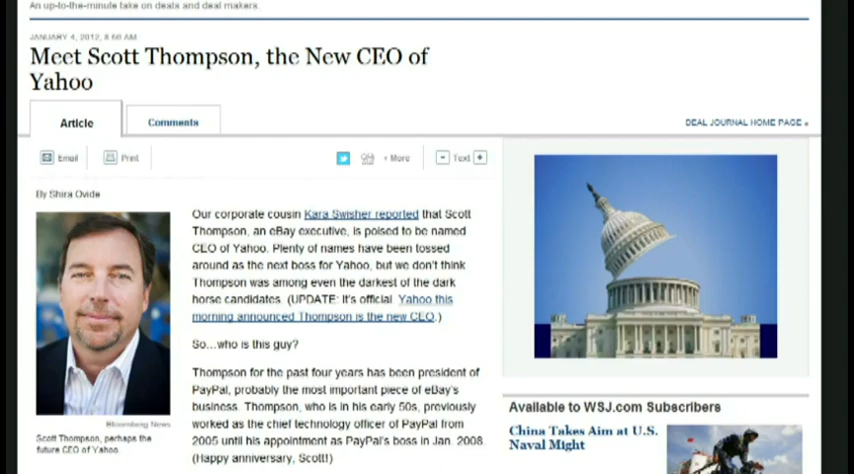 An up-to-the-minute take on deals and deal makers.
JANUARY 4, 2012, 8:50 AM
Meet Scott Thompson, the New CEO of
Yahoo
Article
Comments
DEAL JOURNAL HOME PAGE »
Email
Print
+ More
- Text +
By Shira Ovide
Our corporate cousin Kara Swisher reported that Scott
Thompson, an eBay executive, is poised to be named
CEO of Yahoo. Plenty of names have been tossed
around as the next boss for Yahoo, but we don't think
Thompson was among even the darkest of the dark
horse candidates. (UPDATE: It's official. Yahoo this
morning announced Thompson is the new CEO.)
So...who is this guy?
Thompson for the past four years has been president of
PayPal, probably the most important piece of eBay's
business. Thompson, who is in his early 50s, previously
worked as the chief technology officer of PayPal from
2005 until his appointment as PayPal's boss in Jan. 2008.
(Happy anniversary, Scott!)
Bloomberg News
Scott Thompson, perhaps the
future CEO of Yahoo.
Available to WSJ.com Subscribers
China Takes Aim at U.S.
Naval Might